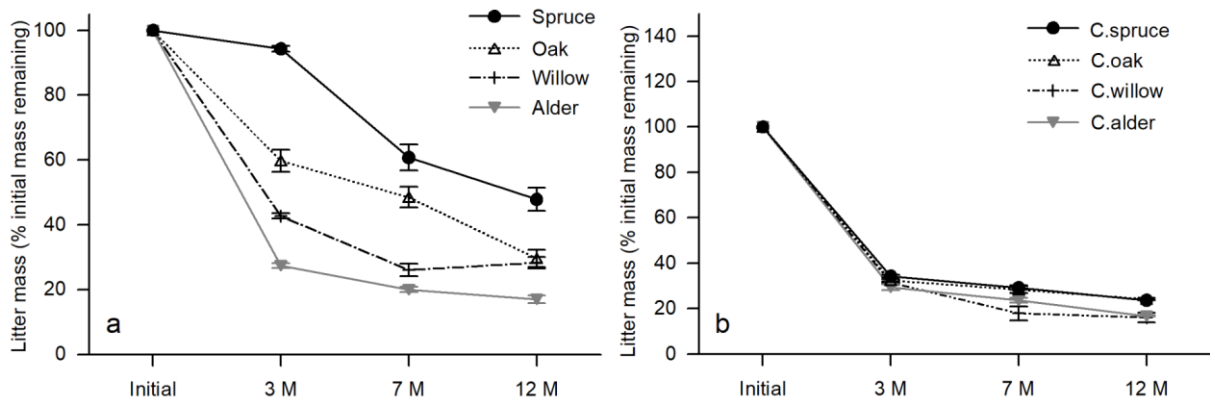 Litter mass (% initial mass remaining)
100
80
60
40
20
0
Spruce
Oak
Willow
Alder
a
Initial
3 M
7 M
12 M
Litter mass (% initial mass remaining)
140
120
100
80
60
40
20
0
C.spruce
C.oak
C.willow
C.alder
b
Initial
3 M
7 M
12 M